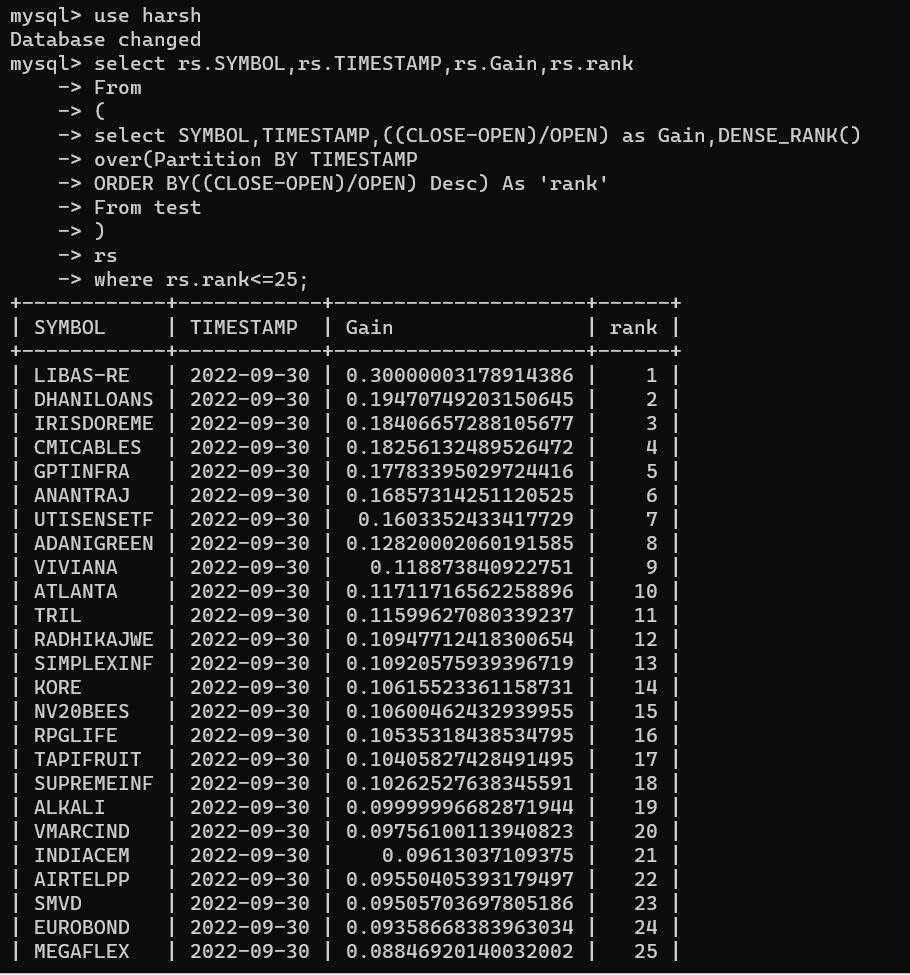 mysql> use harsh
Database changed
mysql> select rs.SYMBOL,rs.TIMESTAMP,rs.Gain,rs.rank
    -> From
    -> (
    -> select SYMBOL,TIMESTAMP,((CLOSE-OPEN)/OPEN) as Gain,DENSE_RANK()
    -> over(Partition BY TIMESTAMP
    -> ORDER BY((CLOSE-OPEN)/OPEN) Desc) As 'rank'
    -> From test
    -> )
    -> rs
    -> where rs.rank<=25;
+------------+------------+---------------------+------+
| SYMBOL     | TIMESTAMP  | Gain                | rank |
+------------+------------+---------------------+------+
| LIBAS-RE   | 2022-09-30 | 0.30000003178914386 |    1 |
| DHANILOANS | 2022-09-30 | 0.19470749203150645 |    2 |
| IRISDOREME | 2022-09-30 | 0.18406657288105677 |    3 |
| CMICABLES  | 2022-09-30 | 0.18256132489526472 |    4 |
| GPTINFRA   | 2022-09-30 | 0.17783395029724416 |    5 |
| ANANTRAJ   | 2022-09-30 | 0.16857314251120525 |    6 |
| UTISENSETF | 2022-09-30 |  0.1603352433417729 |    7 |
| ADANIGREEN | 2022-09-30 | 0.12820002060191585 |    8 |
| VIVIANA    | 2022-09-30 |   0.118873840922751 |    9 |
| ATLANTA    | 2022-09-30 | 0.11711716562258896 |   10 |
| TRIL       | 2022-09-30 | 0.11599627080339237 |   11 |
| RADHIKAJWE | 2022-09-30 | 0.10947712418300654 |   12 |
| SIMPLEXINF | 2022-09-30 | 0.10920575939396719 |   13 |
| KORE       | 2022-09-30 | 0.10615523361158731 |   14 |
| NV20BEES   | 2022-09-30 | 0.10600462432939955 |   15 |
| RPGLIFE    | 2022-09-30 | 0.10535318438534795 |   16 |
| TAPIFRUIT  | 2022-09-30 | 0.10405827428491495 |   17 |
| SUPREMEINF | 2022-09-30 | 0.10262527638345591 |   18 |
| ALKALI     | 2022-09-30 | 0.09999996682871944 |   19 |
| VMARCIND   | 2022-09-30 | 0.09756100113940823 |   20 |
| INDIACEM   | 2022-09-30 |    0.09613037109375 |   21 |
| AIRTELPP   | 2022-09-30 | 0.09550405393179497 |   22 |
| SMVD       | 2022-09-30 | 0.09505703697805186 |   23 |
| EUROBOND   | 2022-09-30 | 0.09358668383963034 |   24 |
| MEGAFLEX   | 2022-09-30 | 0.08846920140032002 |   25 |